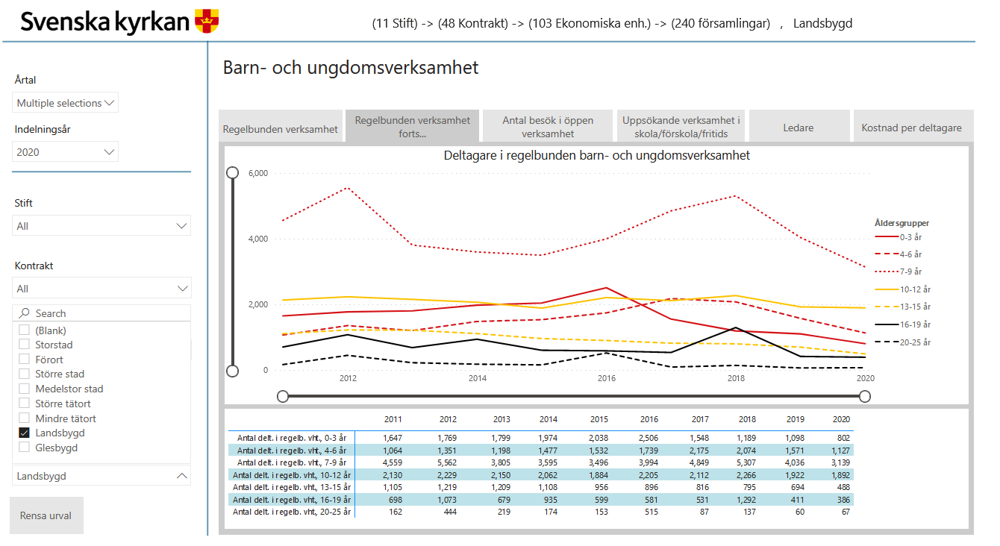 Svenska kyrkan
(11 Stift) -> (48 Kontrakt) -> (103 Ekonomiska enh.) -> (240 församlingar) , Landsbygd
Årtal
Multiple selections
Indelningsår
2020
Stift
All
Kontrakt
All
Search
(Blank)
Storstad
Förort
Större stad
Medelstor stad
Större tätort
Mindre tätort
Landsbygd
Glesbygd
Landsbygd
Rensa urval
Barn- och ungdomsverksamhet
Regelbunden verksamhet
Regelbunden verksamhet
forts...
Antal besök i öppen
verksamhet
Uppsökande verksamhet i
skola/förskola/fritids
Ledare
Kostnad per deltagare
Deltagare i regelbunden barn- och ungdomsverksamhet
6,000
4,000
2,000
0
2012 2014 2016 2018 2020
Åldersgrupper
0-3 år
4-6 år
7-9 år
10-12 år
13-15 år
16-19 år
20-25 år
2011 2012 2013 2014 2015 2016 2017 2018 2019 2020
Antal delt. i regelb. vht., 0-3 år 1,647 1,769 1,799 1,974 2,038 2,506 1,548 1,189 1,098 802
Antal delt. i regelb. vht., 4-6 år 1,064 1,351 1,198 1,477 1,532 1,739 2,175 2,074 1,571 1,127
Antal delt. i regelb. vht., 7-9 år 4,559 5,562 3,805 3,595 3,496 3,994 4,849 5,307 4,036 3,139
Antal delt. i regelb. vht., 10-12 år 2,130 2,229 2,150 2,062 1,884 2,205 2,112 2,266 1,922 1,892
Antal delt. i regelb. vht., 13-15 år 1,105 1,219 1,209 1,108 956 896 816 795 694 488
Antal delt. i regelb. vht., 16-19 år 698 1,073 679 935 599 581 531 1,292 411 386
Antal delt. i regelb. vht., 20-25 år 162 444 219 174 153 515 87 137 60 67